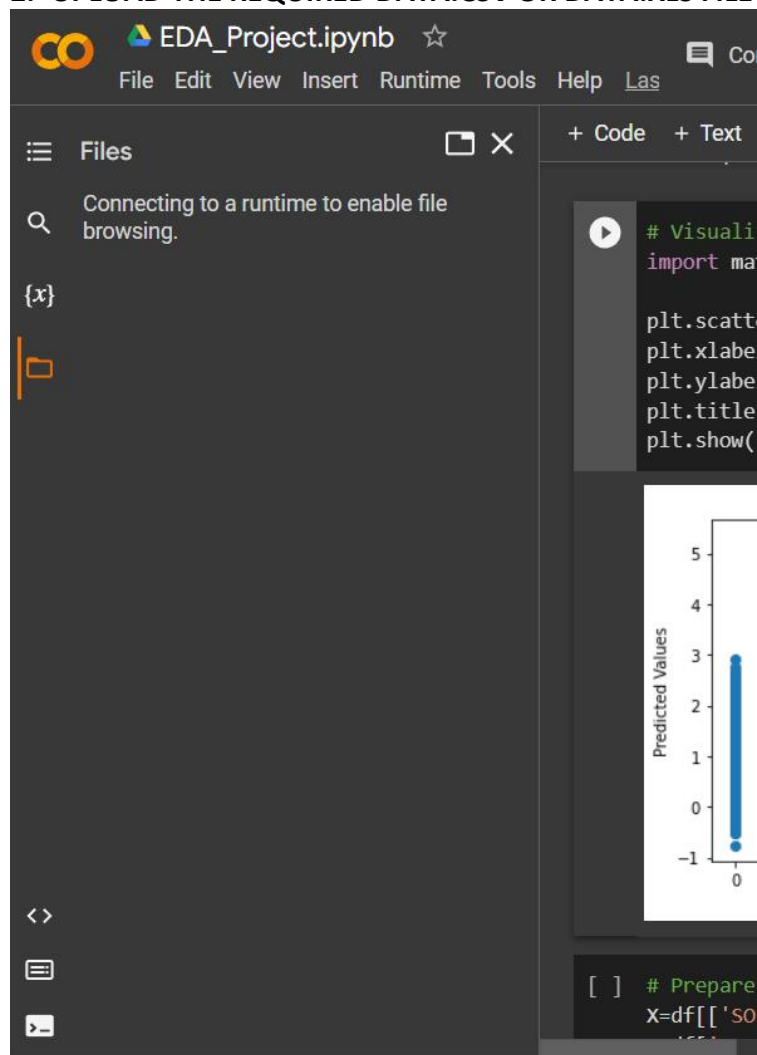 EDA_Project.ipynb
File Edit View Insert Runtime Tools Help Las
Files
Connecting to a runtime to enable file
browsing.
{x}
+ Code + Text
# Visuali
import mat
plt.scatt
plt.xlabe
plt.ylabe
plt.title
plt.show(
Predicted Values
5
4
3
2
1
0
-1
0
[ ] # Prepare
X=df[['SO